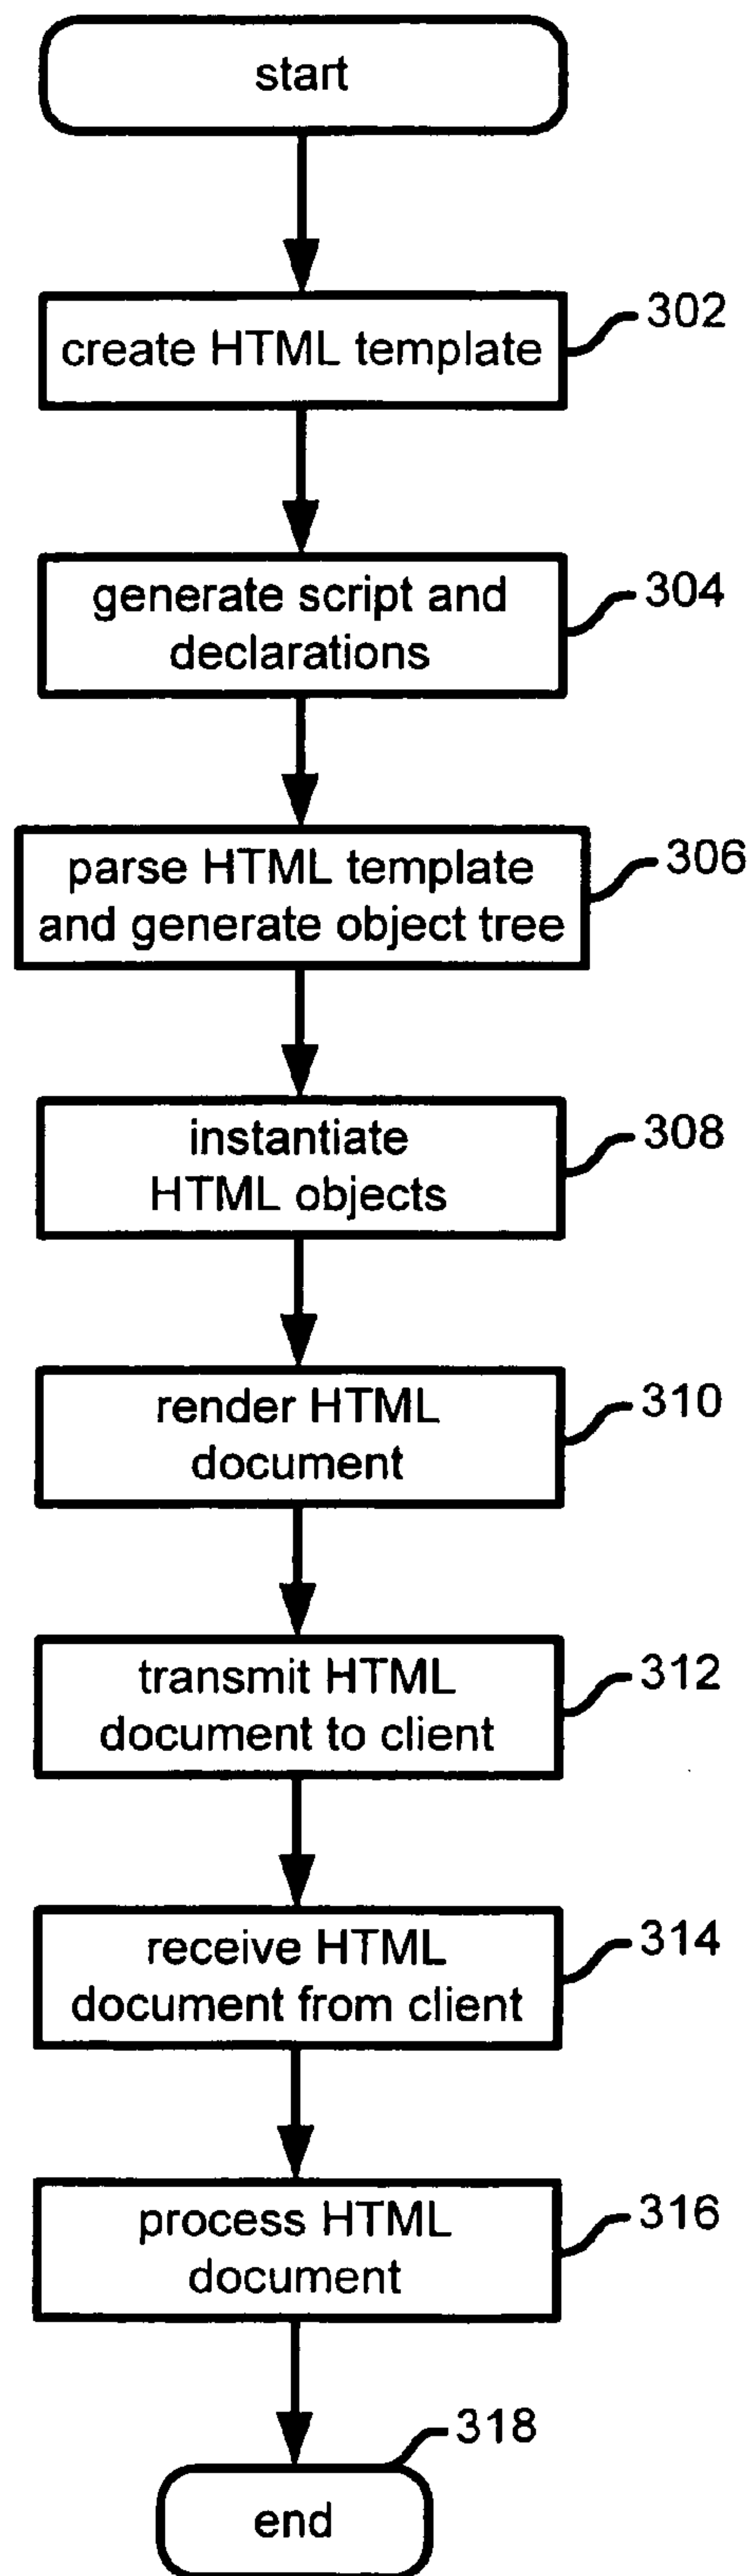 start
create HTML template
302
generate script and
declarations
304
parse HTML template
and generate object tree
306
instantiate
HTML objects
308
render HTML
document
310
transmit HTML
document to client
312
receive HTML
document from client
314
process HTML
document
316
318
end